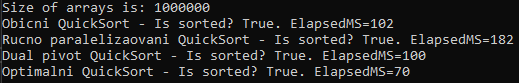 Size of arrays is: 1000000
Obicni QuickSort - Is sorted? True. ElapsedMS=102
Rucno paralelizaovani QuickSort - Is sorted? True. ElapsedMS=182
Dual pivot QuickSort - Is sorted? True. ElapsedMS=100
Optimalni QuickSort - Is sorted? True. ElapsedMS=70